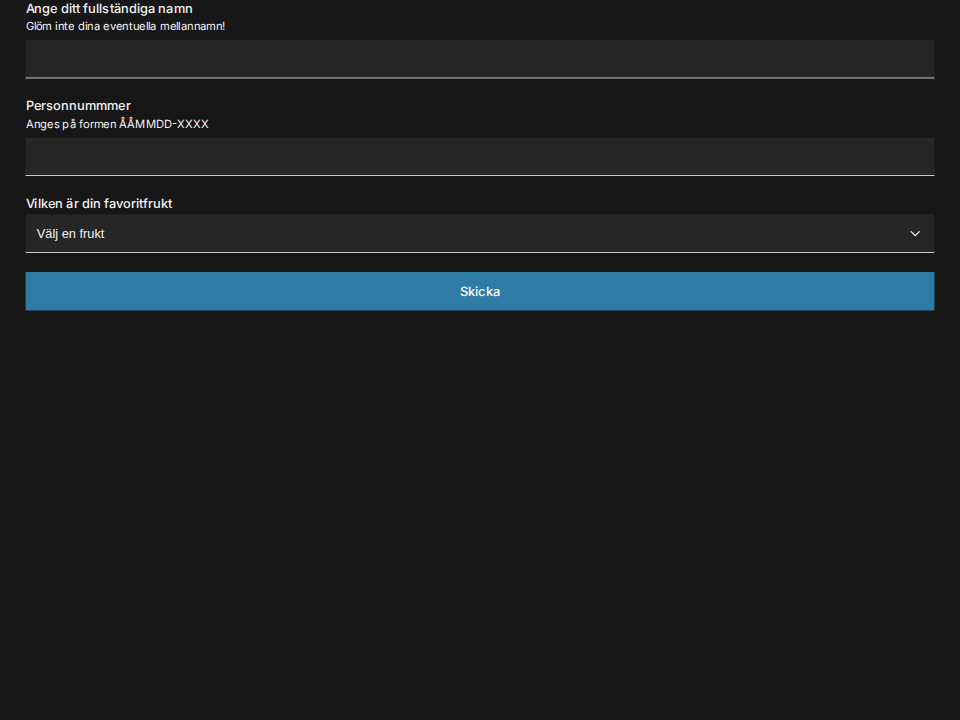 Ange ditt fullständiga namn
Glöm inte dina eventuella mellannamn!
Personnummmer
Anges på formen ÅÅMMDD-XXXX
Vilken är din favoritfrukt
Välj en frukt
Skicka